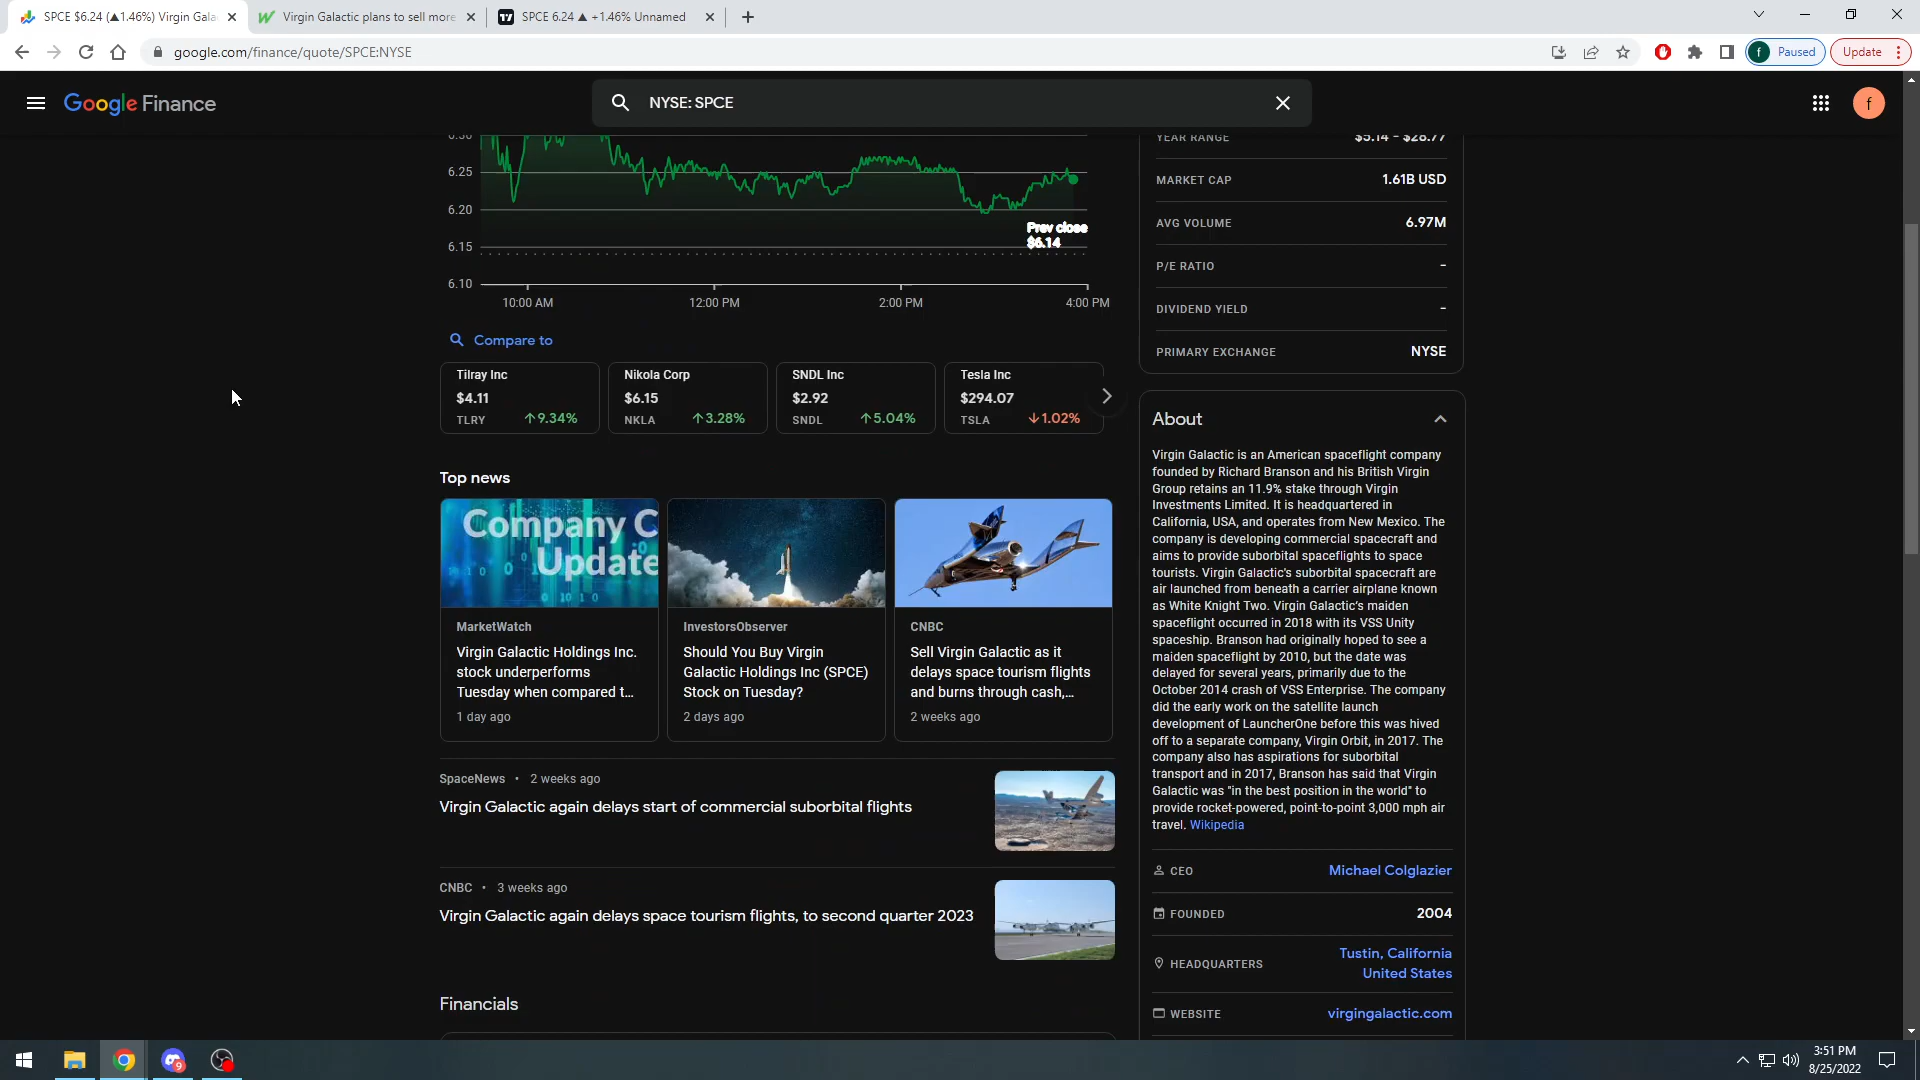 SPCE $6.24 (▲1.46%) Virgin Gala
Virgin Galactic plans to sell more
SPCE 6.24 ▲ +1.46% Unnamed
google.com/finance/quote/SPCE:NYSE
f Paused
Update
Google Finance
NYSE: SPCE
f
6.30
6.25
6.20
6.15
6.10
Prev close
$6.14
10:00 AM 12:00 PM 2:00 PM 4:00 PM
Compare to
Tilray Inc
$4.11
TLRY ↑9.34%
Nikola Corp
$6.15
NKLA ↑3.28%
SNDL Inc
$2.92
SNDL ↑5.04%
Tesla Inc
$294.07
TSLA ↓1.02%
Top news
Company C
Update
MarketWatch
Virgin Galactic Holdings Inc.
stock underperforms
Tuesday when compared t...
1 day ago
InvestorsObserver
Should You Buy Virgin
Galactic Holdings Inc (SPCE)
Stock on Tuesday?
2 days ago
CNBC
Sell Virgin Galactic as it
delays space tourism flights
and burns through cash,...
2 weeks ago
SpaceNews • 2 weeks ago
Virgin Galactic again delays start of commercial suborbital flights
CNBC • 3 weeks ago
Virgin Galactic again delays space tourism flights, to second quarter 2023
Financials
YEAR RANGE $5.14 - $28.77
MARKET CAP 1.61B USD
AVG VOLUME 6.97M
P/E RATIO -
DIVIDEND YIELD -
PRIMARY EXCHANGE NYSE
About
Virgin Galactic is an American spaceflight company
founded by Richard Branson and his British Virgin
Group retains an 11.9% stake through Virgin
Investments Limited. It is headquartered in
California, USA, and operates from New Mexico. The
company is developing commercial spacecraft and
aims to provide suborbital spaceflights to space
tourists. Virgin Galactic's suborbital spacecraft are
air launched from beneath a carrier airplane known
as White Knight Two. Virgin Galactic's maiden
spaceflight occurred in 2018 with its VSS Unity
spaceship. Branson had originally hoped to see a
maiden spaceflight by 2010, but the date was
delayed for several years, primarily due to the
October 2014 crash of VSS Enterprise. The company
did the early work on the satellite launch
development of LauncherOne before this was hived
off to a separate company, Virgin Orbit, in 2017. The
company also has aspirations for suborbital
transport and in 2017, Branson has said that Virgin
Galactic was "in the best position in the world" to
provide rocket-powered, point-to-point 3,000 mph air
travel. Wikipedia
CEO Michael Colglazier
FOUNDED 2004
HEADQUARTERS Tustin, California
United States
WEBSITE virgingalactic.com
9
3:51 PM
8/25/2022